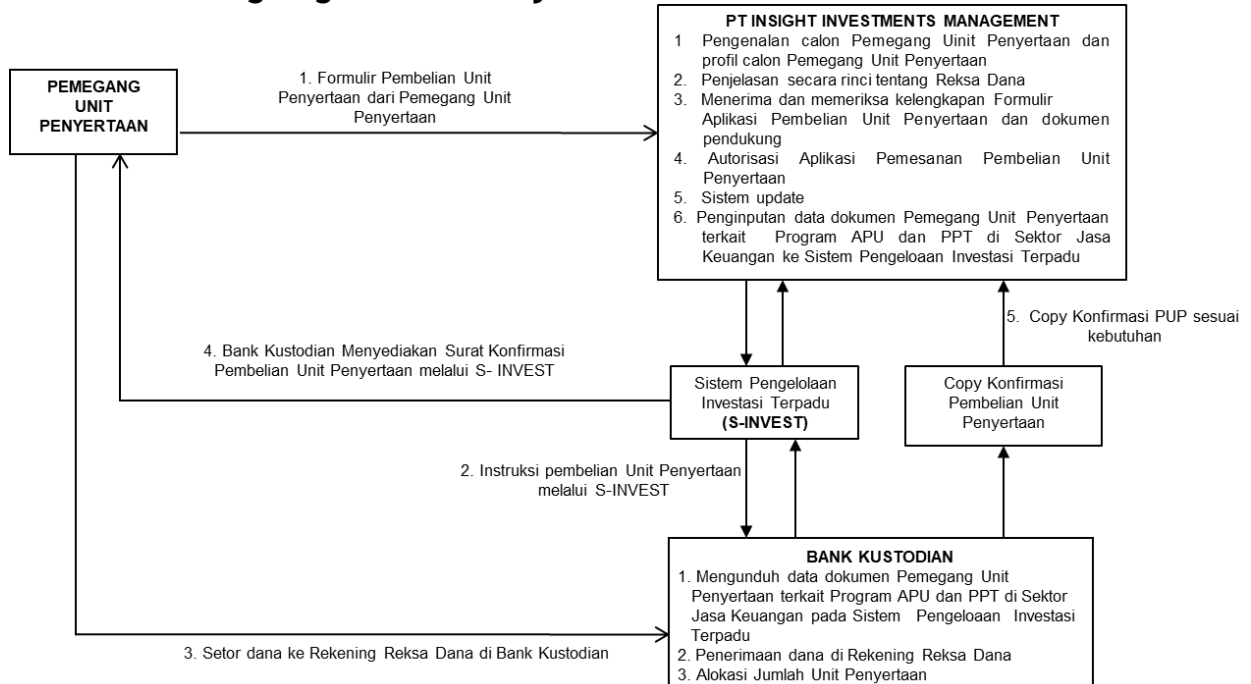 PT INSIGHT INVESTMENTS MANAGEMENT
1 Pengenalan calon Pemegang Uinit Penyertaan dan
profil calon Pemegang Unit Penyertaan
2. Penjelasan secara rinci tentang Reksa Dana
3. Menerima dan memeriksa kelengkapan Formulir
Aplikasi Pembelian Unit Penyertaan dan dokumen
pendukung
4. Autorisasi Aplikasi Pemesanan Pembelian Unit
Penyertaan
5. Sistem update
6. Penginputan data dokumen Pemegang Unit Penyertaan
terkait Program APU dan PPT di Sektor Jasa
Keuangan ke Sistem Pengeloaan Investasi Terpadu
PEMEGANG
UNIT
PENYERTAAN
1. Formulir Pembelian Unit
Penyertaan dari Pemegang Unit
Penyertaan
5. Copy Konfirmasi PUP sesuai
kebutuhan
4. Bank Kustodian Menyediakan Surat Konfirmasi
Pembelian Unit Penyertaan melalui S- INVEST
Sistem Pengelolaan
Investasi Terpadu
(S-INVEST)
Copy Konfirmasi
Pembelian Unit
Penyertaan
2. Instruksi pembelian Unit Penyertaan
melalui S-INVEST
BANK KUSTODIAN
1. Mengunduh data dokumen Pemegang Unit
Penyertaan terkait Program APU dan PPT di Sektor
Jasa Keuangan pada Sistem Pengeloaan Investasi
Terpadu
2. Penerimaan dana di Rekening Reksa Dana
3. Alokasi Jumlah Unit Penyertaan
3. Setor dana ke Rekening Reksa Dana di Bank Kustodian